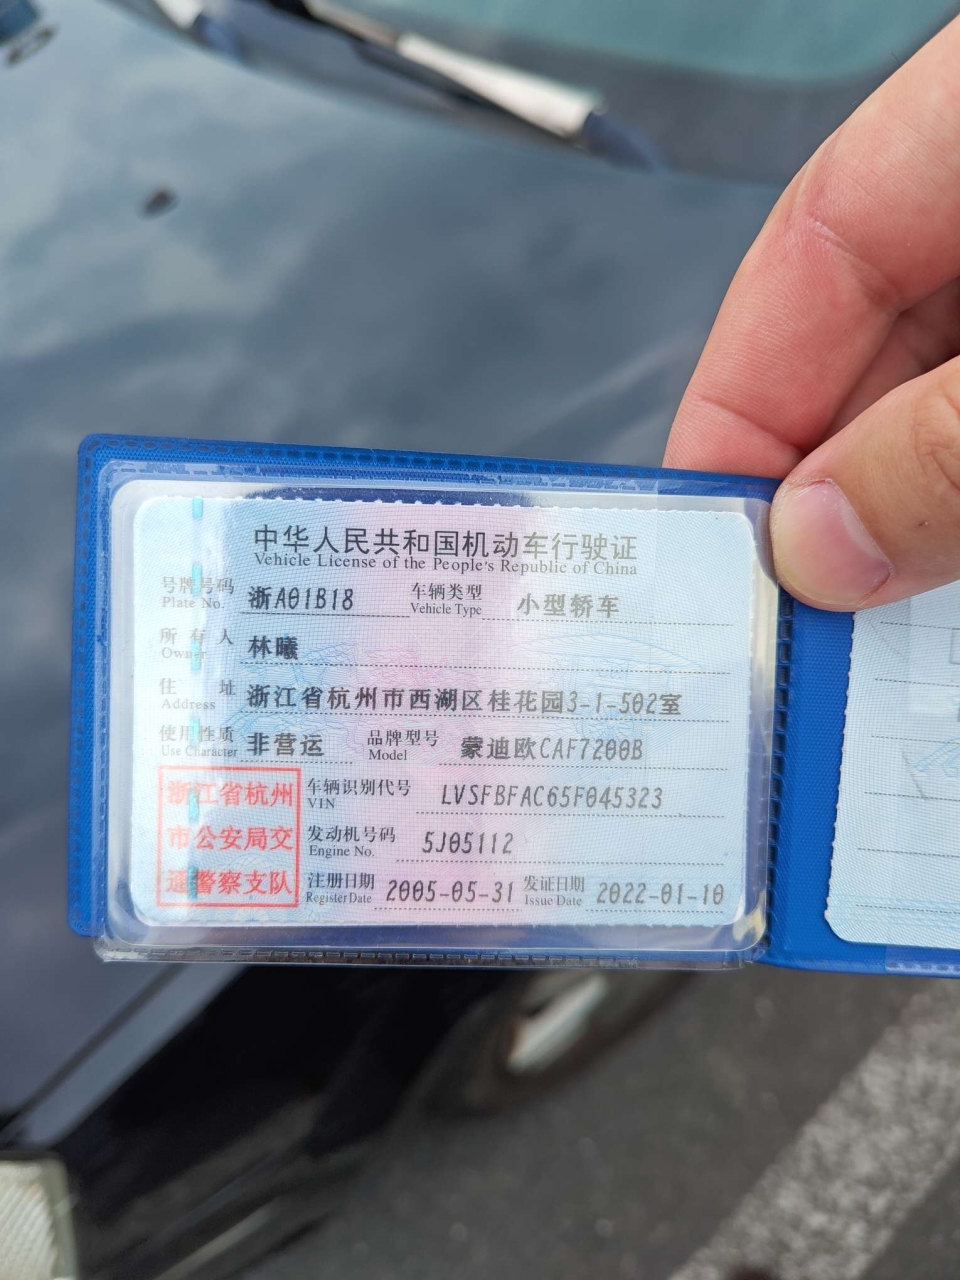 中华人民共和国机动车行驶证
Vehicle License of the People's Republic of China
号牌号码 浙A01B18 车辆类型 小型轿车
Plate No. Vehicle Type
所有人 林曦
Owner
住址 浙江省杭州市西湖区桂花园3-1-502室
Address
使用性质 非营运 品牌型号 蒙迪欧CAF7200B
Use Character Model
浙江省杭州 车辆识别代号 LVSFBFAC65F045323
VIN
市公安局交 发动机号码 5J05112
Engine No.
通警察支队 注册日期 2005-05-31 发证日期 2022-01-10
Register Date Issue Date